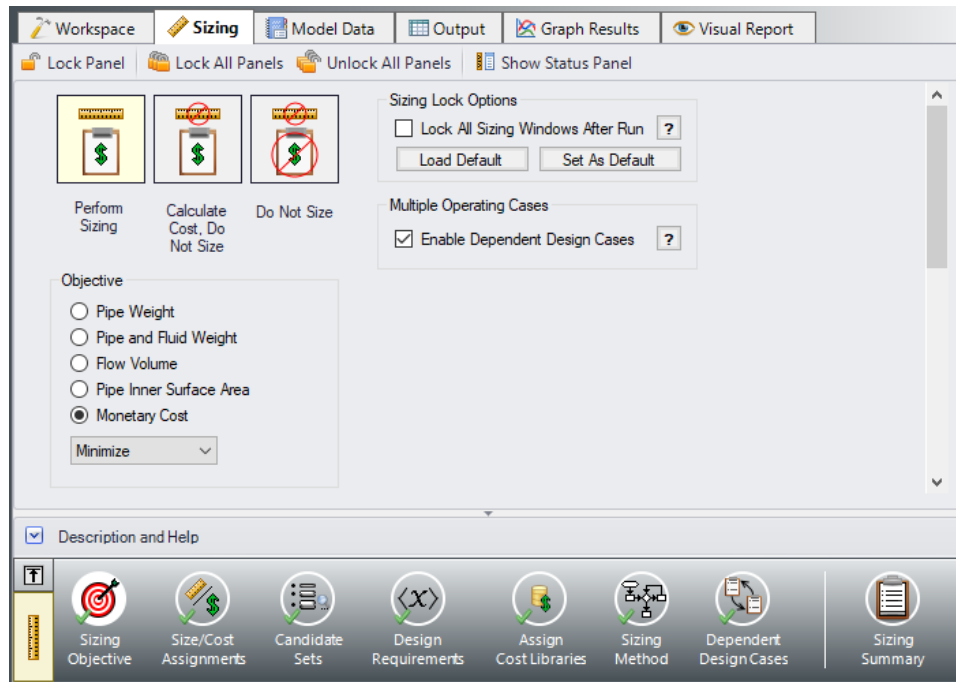 Workspace
Sizing
Model Data
Output
Graph Results
Visual Report
Lock Panel
Lock All Panels
Unlock All Panels
Show Status Panel
Perform
Sizing
Calculate
Cost, Do
Not Size
Do Not Size
Sizing Lock Options
Lock All Sizing Windows After Run
?
Load Default
Set As Default
Multiple Operating Cases
Enable Dependent Design Cases
?
Objective
Pipe Weight
Pipe and Fluid Weight
Flow Volume
Pipe Inner Surface Area
Monetary Cost
Minimize
Description and Help
Sizing
Objective
Size/Cost
Assignments
Candidate
Sets
Design
Requirements
Assign
Cost Libraries
Sizing
Method
Dependent
Design Cases
Sizing
Summary